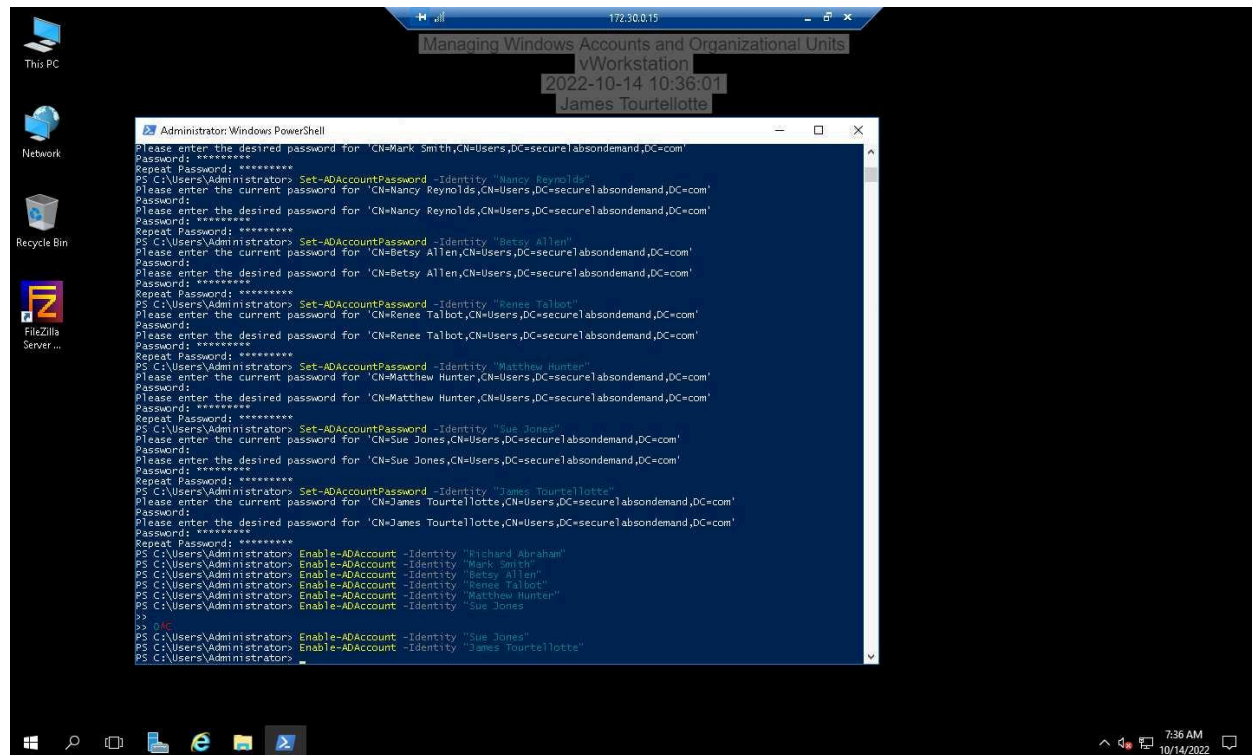 172.30.0.15
Managing Windows Accounts and Organizational Units
vWorkstation
2022-10-14 10:36:01
James Tourtellotte
This PC
Network
Recycle Bin
FileZilla
Server ...
Administrator: Windows PowerShell
Please enter the desired password for 'CN=Mark Smith,CN=Users,DC=securelabsondemand,DC=com'
Password: *********
Repeat Password: *********
PS C:\Users\Administrator> Set-ADAccountPassword -Identity "Nancy Reynolds"
Please enter the current password for 'CN=Nancy Reynolds,CN=Users,DC=securelabsondemand,DC=com'
Password:
Please enter the desired password for 'CN=Nancy Reynolds,CN=Users,DC=securelabsondemand,DC=com'
Password: *********
Repeat Password: *********
PS C:\Users\Administrator> Set-ADAccountPassword -Identity "Betsy Allen"
Please enter the current password for 'CN=Betsy Allen,CN=Users,DC=securelabsondemand,DC=com'
Password:
Please enter the desired password for 'CN=Betsy Allen,CN=Users,DC=securelabsondemand,DC=com'
Password: *********
Repeat Password: *********
PS C:\Users\Administrator> Set-ADAccountPassword -Identity "Renee Talbot"
Please enter the current password for 'CN=Renee Talbot,CN=Users,DC=securelabsondemand,DC=com'
Password:
Please enter the desired password for 'CN=Renee Talbot,CN=Users,DC=securelabsondemand,DC=com'
Password: *********
Repeat Password: *********
PS C:\Users\Administrator> Set-ADAccountPassword -Identity "Matthew Hunter"
Please enter the current password for 'CN=Matthew Hunter,CN=Users,DC=securelabsondemand,DC=com'
Password:
Please enter the desired password for 'CN=Matthew Hunter,CN=Users,DC=securelabsondemand,DC=com'
Password: *********
Repeat Password: *********
PS C:\Users\Administrator> Set-ADAccountPassword -Identity "Sue Jones"
Please enter the current password for 'CN=Sue Jones,CN=Users,DC=securelabsondemand,DC=com'
Password:
Please enter the desired password for 'CN=Sue Jones,CN=Users,DC=securelabsondemand,DC=com'
Password: *********
Repeat Password: *********
PS C:\Users\Administrator> Set-ADAccountPassword -Identity "James Tourtellotte"
Please enter the current password for 'CN=James Tourtellotte,CN=Users,DC=securelabsondemand,DC=com'
Password:
Please enter the desired password for 'CN=James Tourtellotte,CN=Users,DC=securelabsondemand,DC=com'
Password: *********
Repeat Password: *********
PS C:\Users\Administrator> Enable-ADAccount -Identity "Richard Abraham"
PS C:\Users\Administrator> Enable-ADAccount -Identity "Mark Smith"
PS C:\Users\Administrator> Enable-ADAccount -Identity "Betsy Allen"
PS C:\Users\Administrator> Enable-ADAccount -Identity "Renee Talbot"
PS C:\Users\Administrator> Enable-ADAccount -Identity "Matthew Hunter"
PS C:\Users\Administrator> Enable-ADAccount -Identity "Sue Jones
>>
>> 0^C
PS C:\Users\Administrator> Enable-ADAccount -Identity "Sue Jones"
PS C:\Users\Administrator> Enable-ADAccount -Identity "James Tourtellotte"
PS C:\Users\Administrator>
7:36 AM
10/14/2022